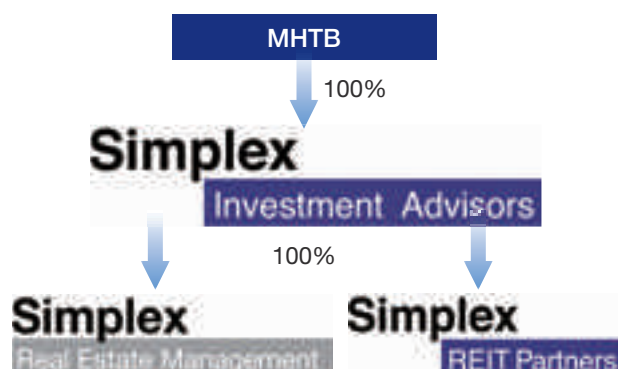 MHTB
100%
Simplex
Investment Advisors
100%
Simplex
Real Estate Management
Simplex
REIT Partners